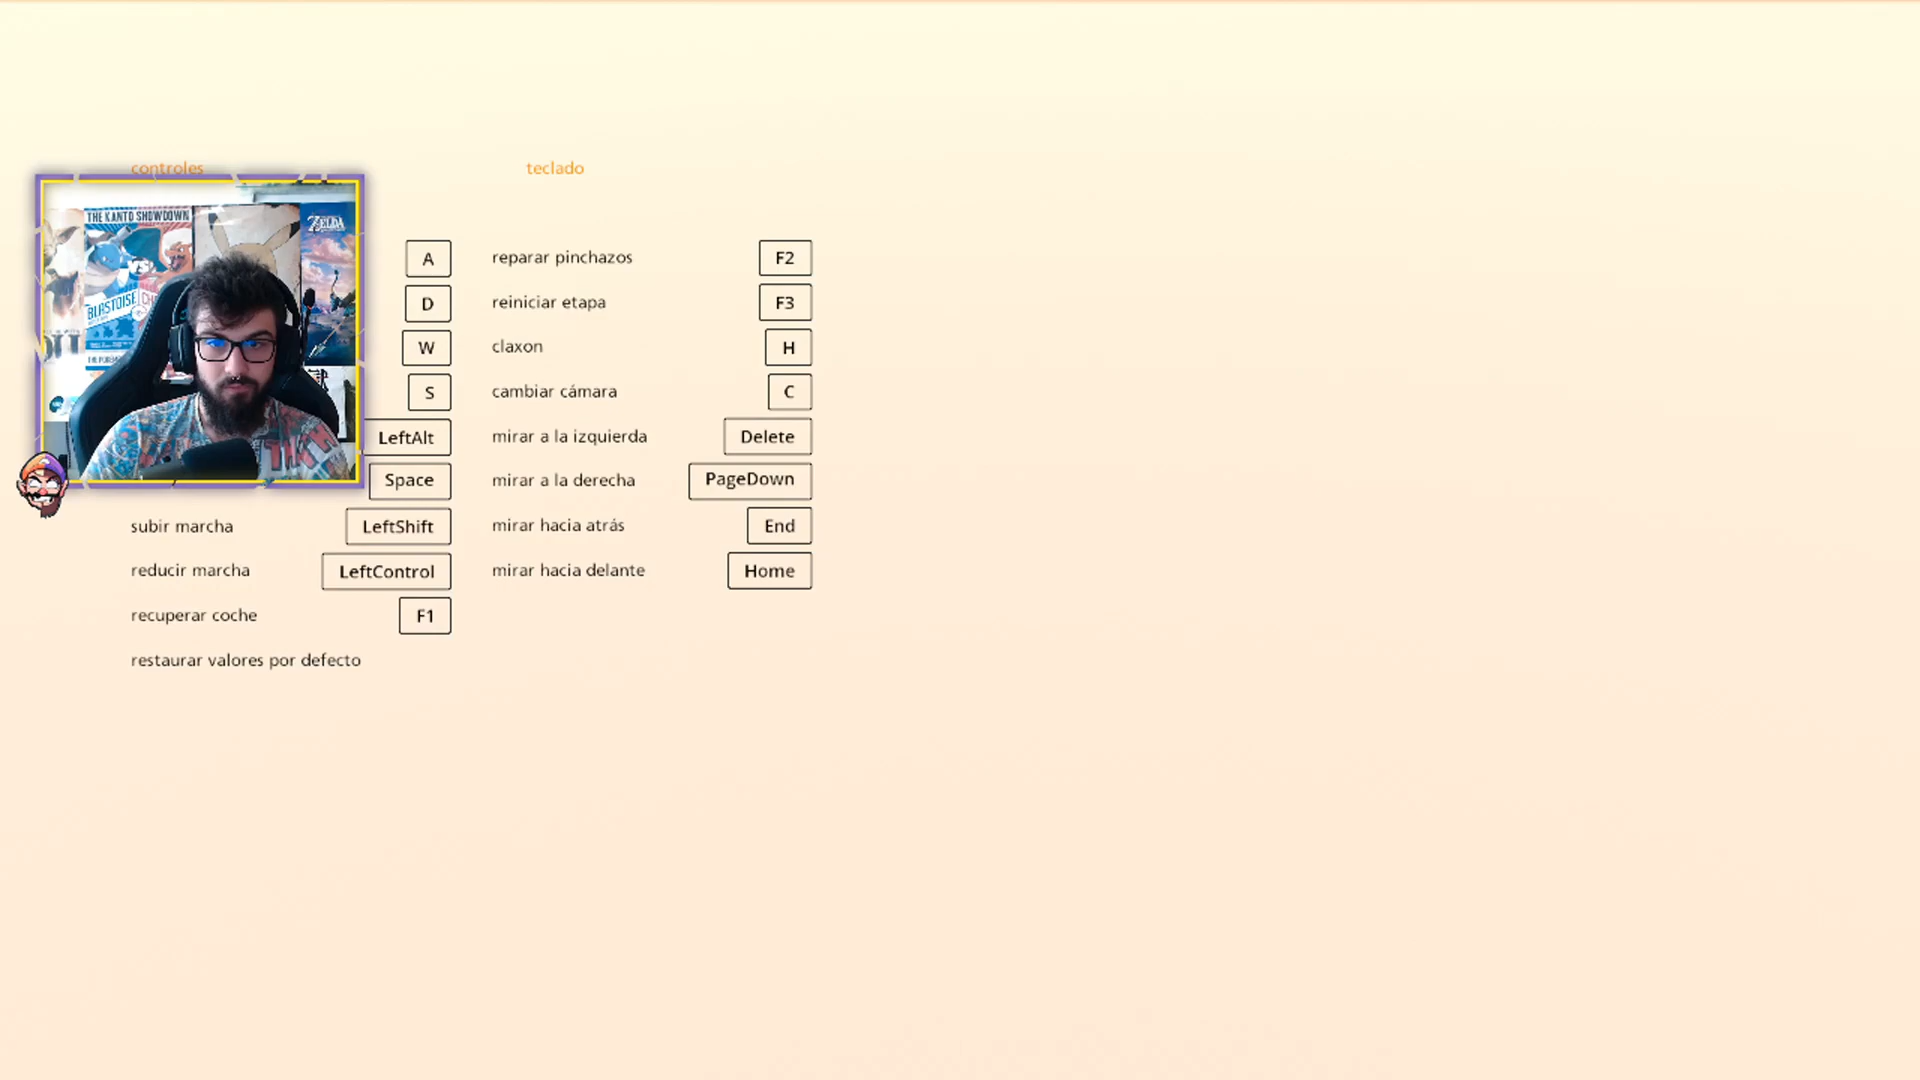 controles
teclado
THE KANTO SHOWDOWN
ZELDA
BLASTOISE
A
D
W
S
LeftAlt
Space
subir marcha LeftShift
reducir marcha LeftControl
recuperar coche F1
restaurar valores por defecto
reparar pinchazos F2
reiniciar etapa F3
claxon H
cambiar cámara C
mirar a la izquierda Delete
mirar a la derecha PageDown
mirar hacia atrás End
mirar hacia delante Home